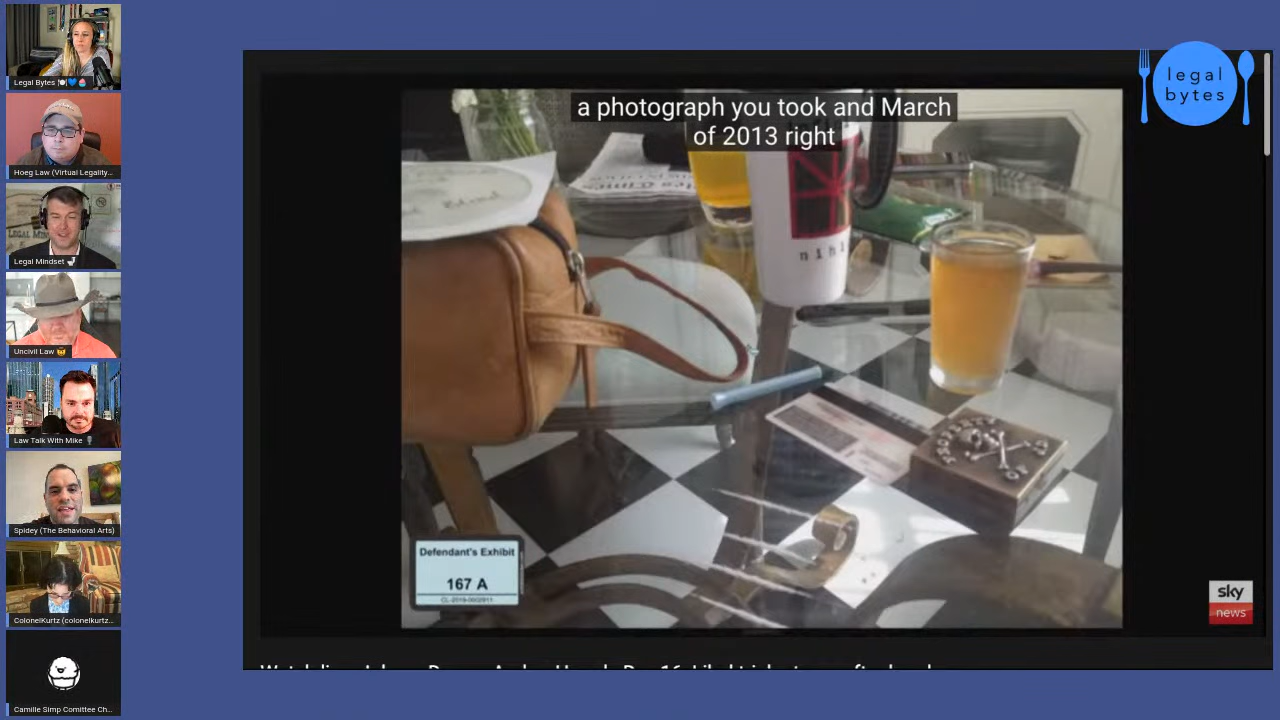 Legal Bytes
Hoeg Law (Virtual Legality...
Legal Mindset
Uncivil Law
Law Talk With Mike
Spidey (The Behavioral Arts)
ColonelKurtz (colonelkurtz...
Camille Simp Comittee Ch...
legal
bytes
a photograph you took and March
of 2013 right
nihi
Defendant's Exhibit
167 A
sky
news